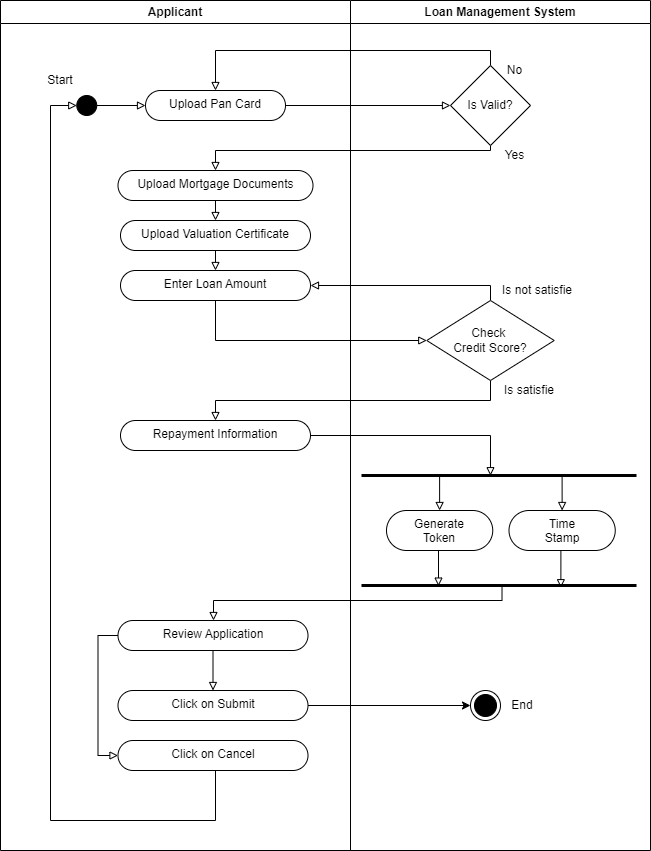 Applicant
Loan Management System
Start
No
Upload Pan Card
Is Valid?
Yes
Upload Mortgage Documents
Upload Valuation Certificate
Enter Loan Amount
Is not satisfie
Check
Credit Score?
Is satisfie
Repayment Information
Generate
Token
Time
Stamp
Review Application
Click on Submit
End
Click on Cancel